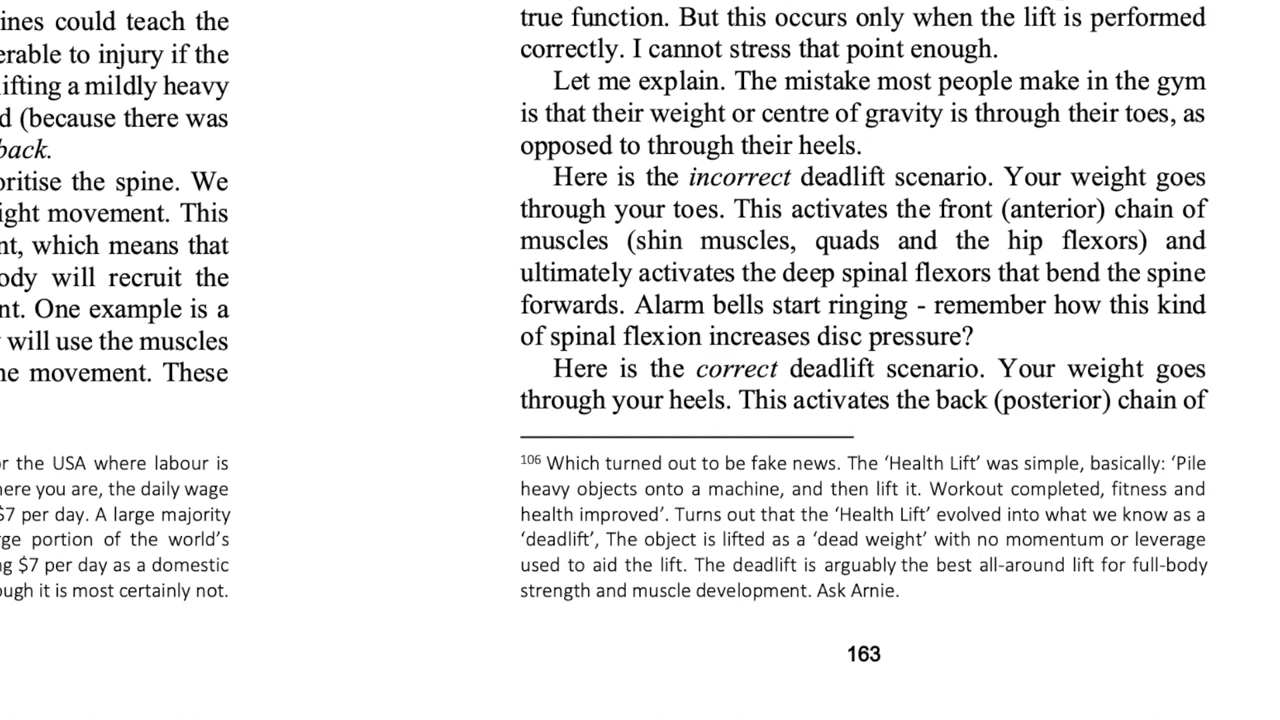 ines could teach the
erable to injury if the
ifting a mildly heavy
d (because there was
back.
oritise the spine. We
ight movement. This
nt, which means that
ody will recruit the
nt. One example is a
will use the muscles
ne movement. These
or the USA where labour is
here you are, the daily wage
$7 per day. A large majority
rge portion of the world's
ng $7 per day as a domestic
ough it is most certainly not.
true function. But this occurs only when the lift is performed
correctly. I cannot stress that point enough.
Let me explain. The mistake most people make in the gym
is that their weight or centre of gravity is through their toes, as
opposed to through their heels.
Here is the incorrect deadlift scenario. Your weight goes
through your toes. This activates the front (anterior) chain of
muscles (shin muscles, quads and the hip flexors) and
ultimately activates the deep spinal flexors that bend the spine
forwards. Alarm bells start ringing - remember how this kind
of spinal flexion increases disc pressure?
Here is the correct deadlift scenario. Your weight goes
through your heels. This activates the back (posterior) chain of
106 Which turned out to be fake news. The ‘Health Lift’ was simple, basically: ‘Pile
heavy objects onto a machine, and then lift it. Workout completed, fitness and
health improved’. Turns out that the ‘Health Lift’ evolved into what we know as a
‘deadlift’, The object is lifted as a ‘dead weight’ with no momentum or leverage
used to aid the lift. The deadlift is arguably the best all-around lift for full-body
strength and muscle development. Ask Arnie.
163